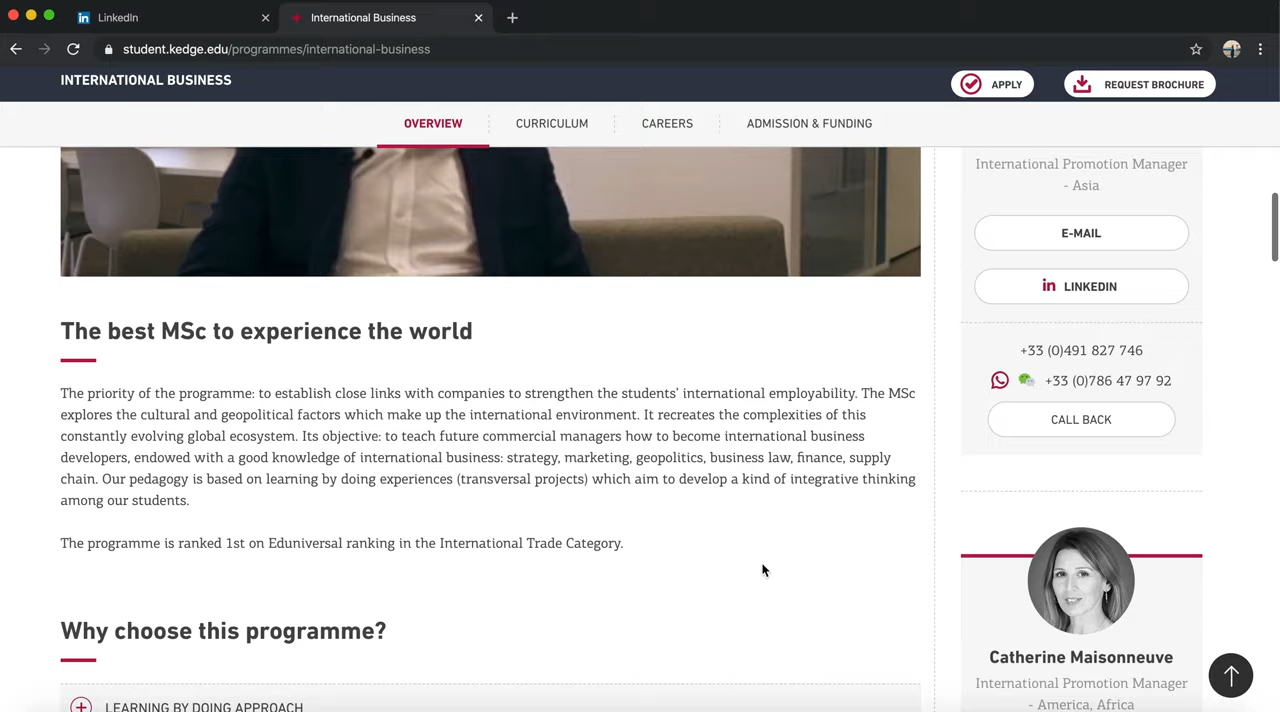 LinkedIn
International Business
student.kedge.edu/programmes/international-business
INTERNATIONAL BUSINESS
APPLY
REQUEST BROCHURE
OVERVIEW
CURRICULUM
CAREERS
ADMISSION & FUNDING
The best MSc to experience the world
The priority of the programme: to establish close links with companies to strengthen the students’ international employability. The MSc
explores the cultural and geopolitical factors which make up the international environment. It recreates the complexities of this
constantly evolving global ecosystem. Its objective: to teach future commercial managers how to become international business
developers, endowed with a good knowledge of international business: strategy, marketing, geopolitics, business law, finance, supply
chain. Our pedagogy is based on learning by doing experiences (transversal projects) which aim to develop a kind of integrative thinking
among our students.
The programme is ranked 1st on Eduniversal ranking in the International Trade Category.
Why choose this programme?
LEARNING BY DOING APPROACH
International Promotion Manager
- Asia
E-MAIL
in LINKEDIN
+33 (0)491 827 746
+33 (0)786 47 97 92
CALL BACK
Catherine Maisonneuve
International Promotion Manager
- America, Africa